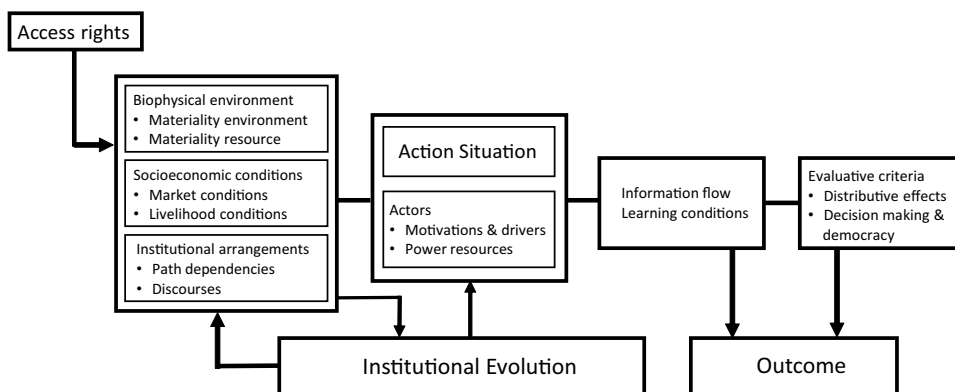 Access rights
Biophysical environment
• Materiality environment
• Materiality resource
Socioeconomic conditions
• Market conditions
• Livelihood conditions
Institutional arrangements
• Path dependencies
• Discourses
Action Situation
Actors
• Motivations & drivers
• Power resources
Information flow
Learning conditions
Evaluative criteria
• Distributive effects
• Decision making &
democracy
Institutional Evolution
Outcome